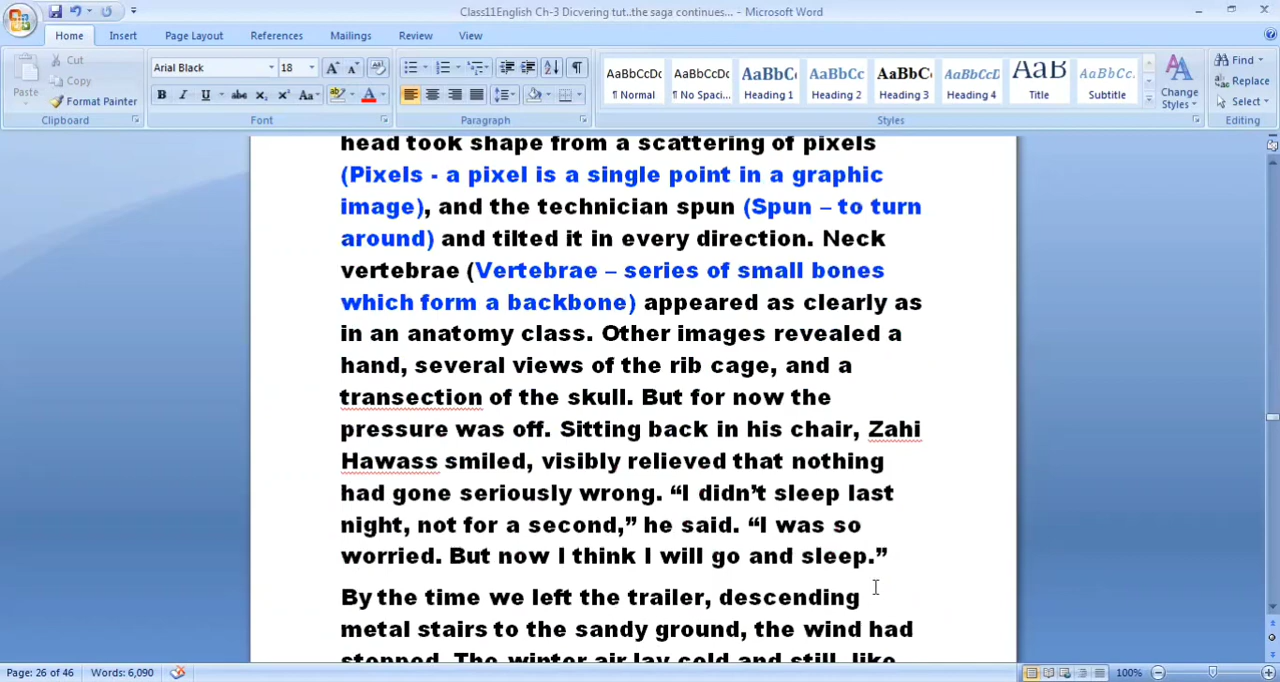 Class11English Ch-3 Dicvering tut..the saga continues... - Microsoft Word
Home Insert Page Layout References Mailings Review View
Paste
Cut
Copy
Format Painter
Clipboard
Arial Black 18
Font
Paragraph
AaBbCcDc AaBbCcDc AaBbC AaBbCc AaBbCc AaBbCcD AaB AaBbCc.
¶ Normal ¶ No Spaci... Heading 1 Heading 2 Heading 3 Heading 4 Title Subtitle
Change Styles
Styles
Find
Replace
Select
Editing
head took shape from a scattering of pixels
(Pixels - a pixel is a single point in a graphic
image), and the technician spun (Spun – to turn
around) and tilted it in every direction. Neck
vertebrae (Vertebrae – series of small bones
which form a backbone) appeared as clearly as
in an anatomy class. Other images revealed a
hand, several views of the rib cage, and a
transection of the skull. But for now the
pressure was off. Sitting back in his chair, Zahi
Hawass smiled, visibly relieved that nothing
had gone seriously wrong. “I didn’t sleep last
night, not for a second,” he said. “I was so
worried. But now I think I will go and sleep.”
By the time we left the trailer, descending
metal stairs to the sandy ground, the wind had
stopped. The winter air lay cold and still, like
Page: 26 of 46 Words: 6,090 100%